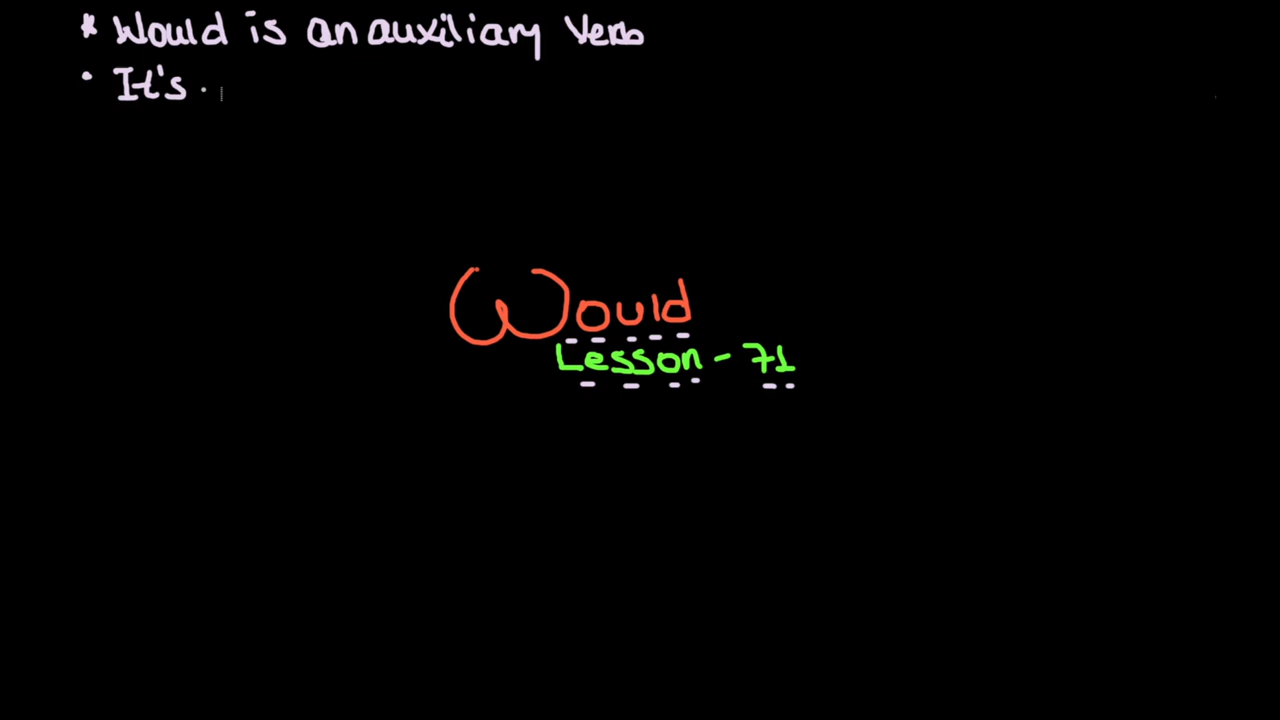 * Would is an auxiliary Verb
• It's .
Would
Lesson - 71